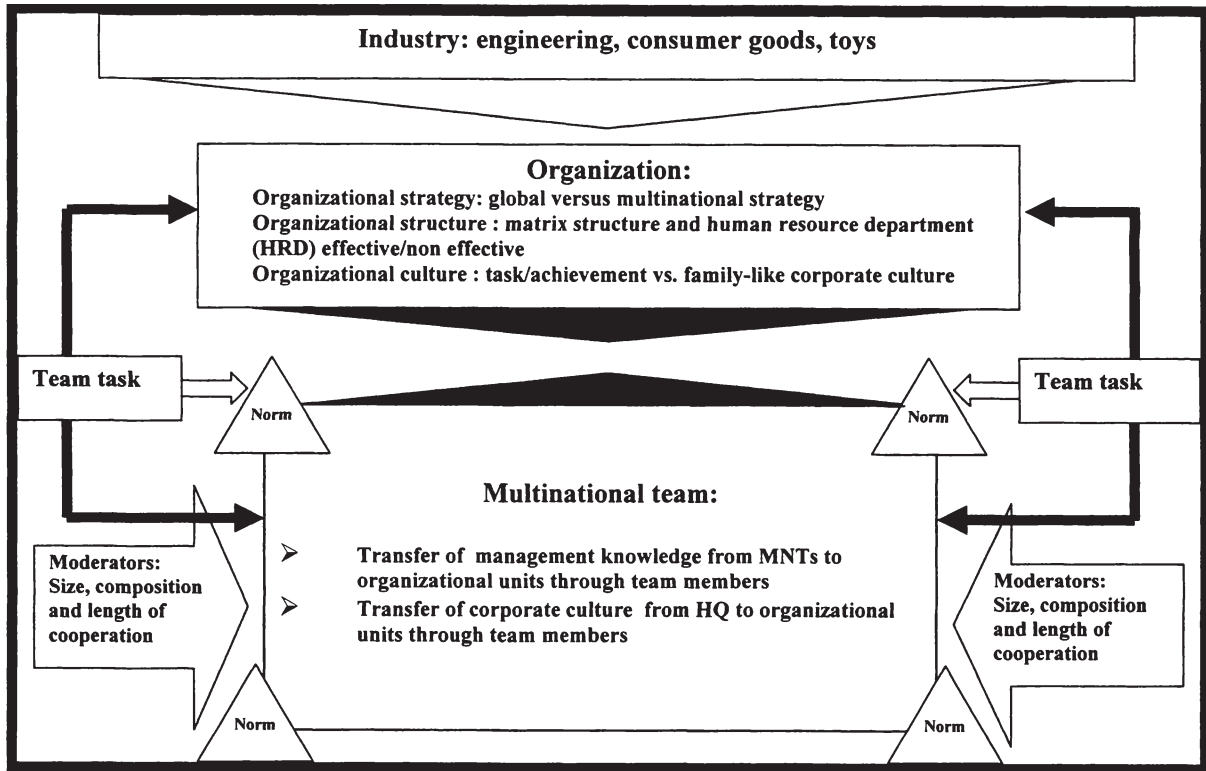 Industry: engineering, consumer goods, toys
Organization:
Organizational strategy: global versus multinational strategy
Organizational structure : matrix structure and human resource department
(HRD) effective/non effective
Organizational culture : task/achievement vs. family-like corporate culture
Team task
Norm
Norm
Team task
Multinational team:
➢ Transfer of management knowledge from MNTs to
organizational units through team members
➢ Transfer of corporate culture from HQ to organizational
units through team members
Moderators:
Size, composition
and length of
cooperation
Moderators:
Size, composition
and length of
cooperation
Norm
Norm